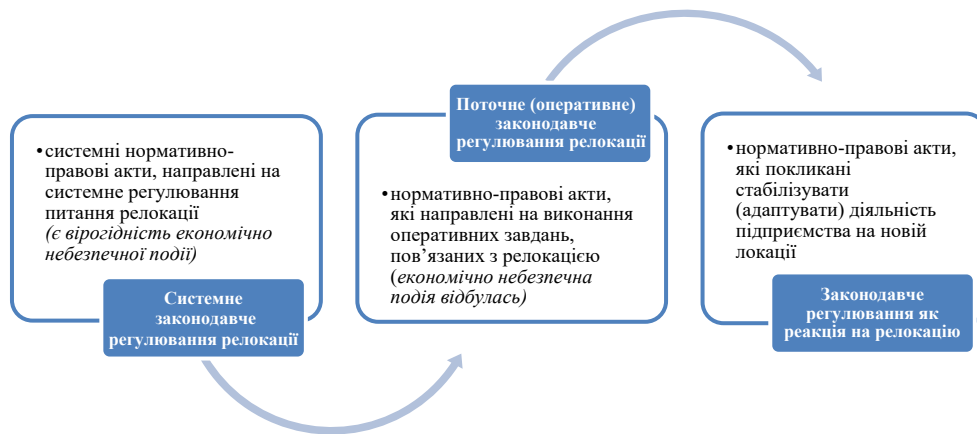 •системні нормативно-
правові акти, направлені на
системне регулювання
питання релокації
(є вірогідність економічно
небезпечної події)
Системне
законодавче
регулювання релокації
Поточне (оперативне)
законодавче
регулювання релокації
•нормативно-правові акти,
які направлені на виконання
оперативних завдань,
пов’язаних з релокацією
(економічно небезпечна
подія відбулась)
•нормативно-правові акти,
які покликані
стабілізувати
(адаптувати) діяльність
підприємства на новій
локації
Законодавче
регулювання як
реакція на релокацію